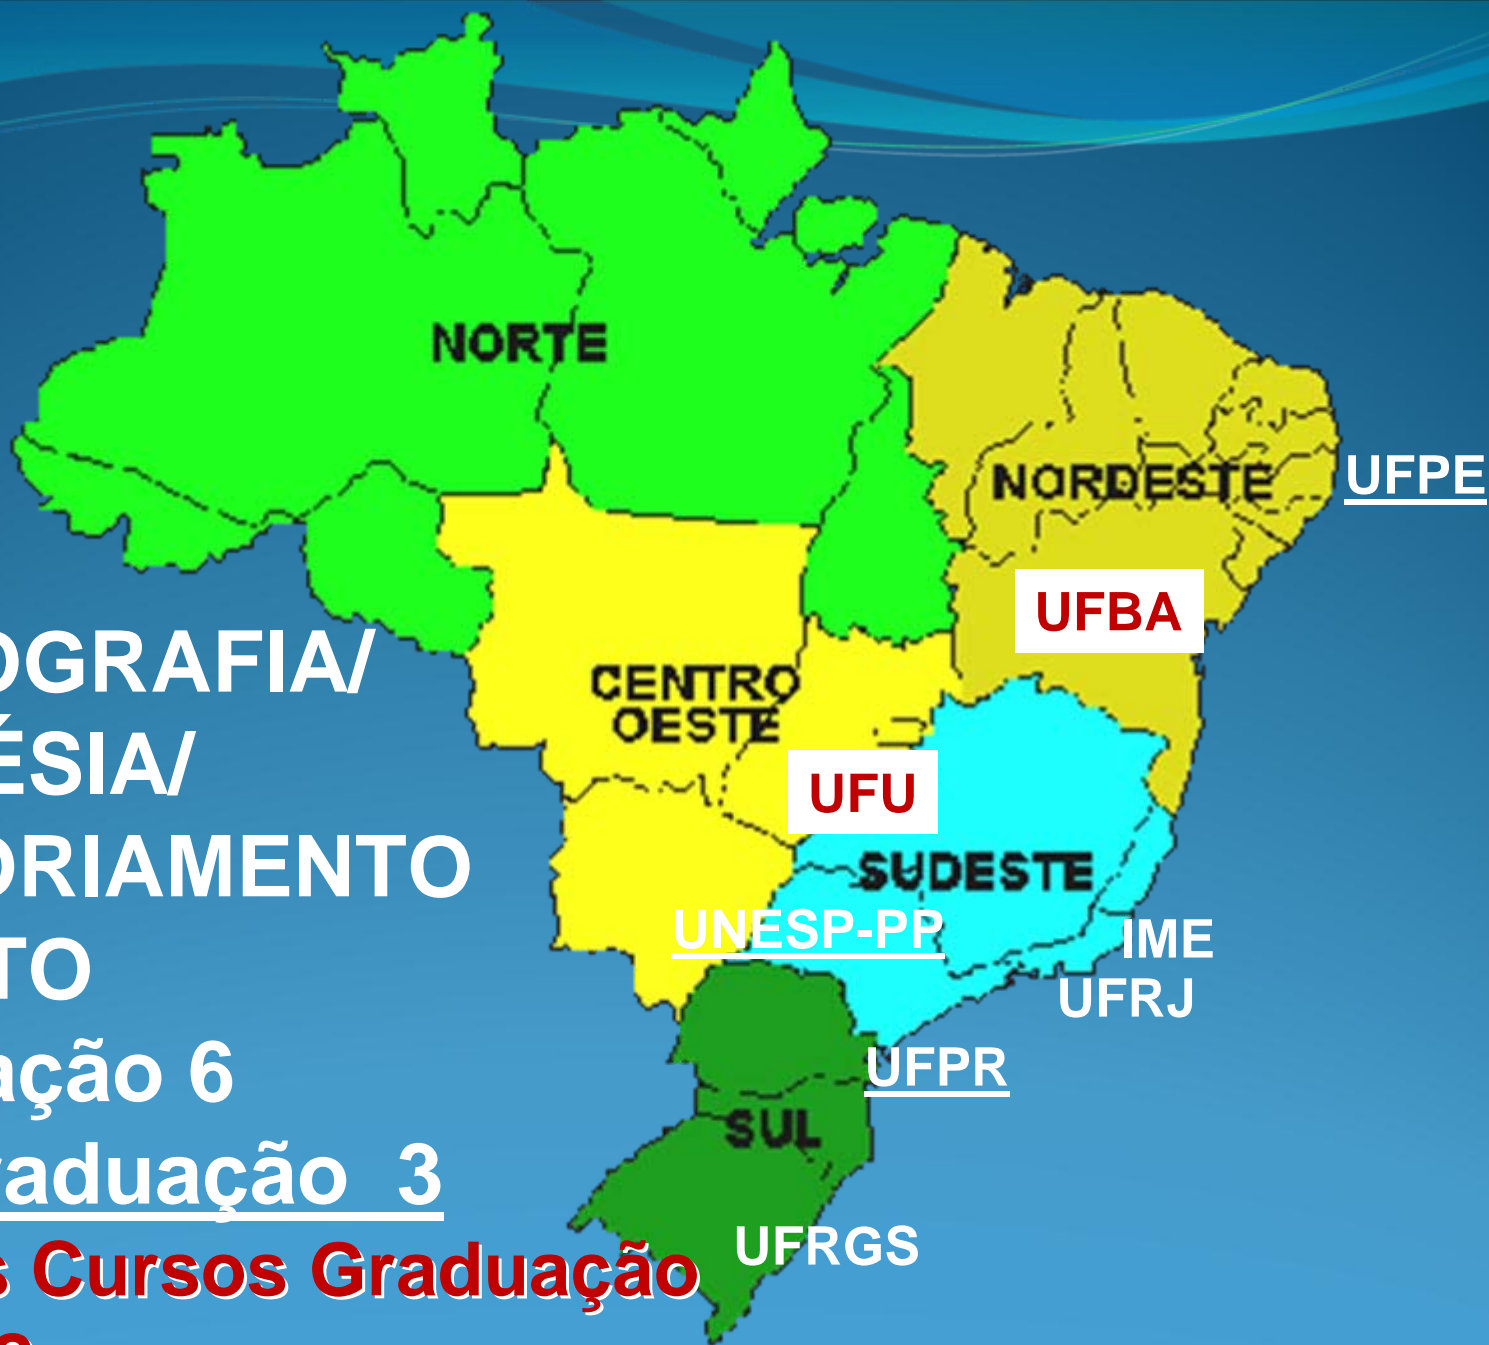 NORTE
NORDESTE
UFPE
UFBA
OGRAFIA/
CENTRO
OESTE
ÉSIA/
UFU
ORIAMENTO
SUDESTE
UNESP-PP
IME
TO
UFRJ
ação 6
UFPR
SUL
raduação 3
UFRGS
s Cursos Graduação